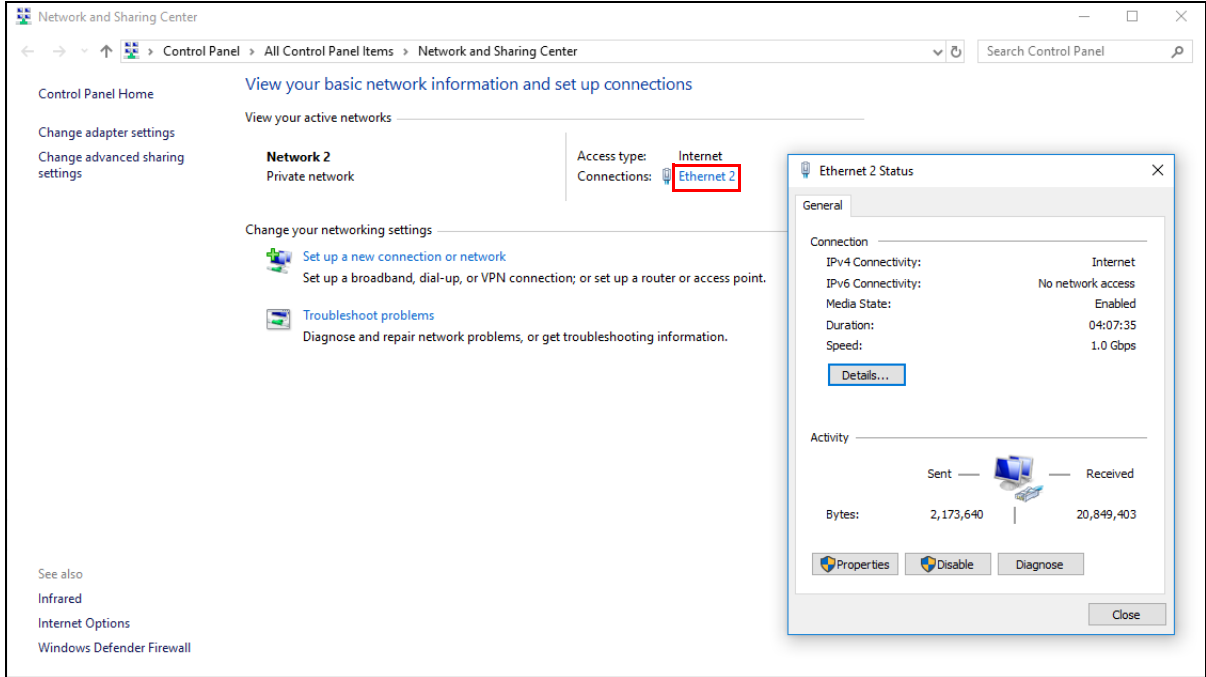 Network and Sharing Center
Control Panel > All Control Panel Items > Network and Sharing Center
Search Control Panel
Control Panel Home
Change adapter settings
Change advanced sharing
settings
View your basic network information and set up connections
View your active networks
Network 2
Private network
Access type: Internet
Connections: Ethernet 2
Change your networking settings
Set up a new connection or network
Set up a broadband, dial-up, or VPN connection; or set up a router or access point.
Troubleshoot problems
Diagnose and repair network problems, or get troubleshooting information.
See also
Infrared
Internet Options
Windows Defender Firewall
Ethernet 2 Status
General
Connection
IPv4 Connectivity: Internet
IPv6 Connectivity: No network access
Media State: Enabled
Duration: 04:07:35
Speed: 1.0 Gbps
Details...
Activity
Sent — Received
Bytes: 2,173,640 | 20,849,403
Properties Disable Diagnose
Close